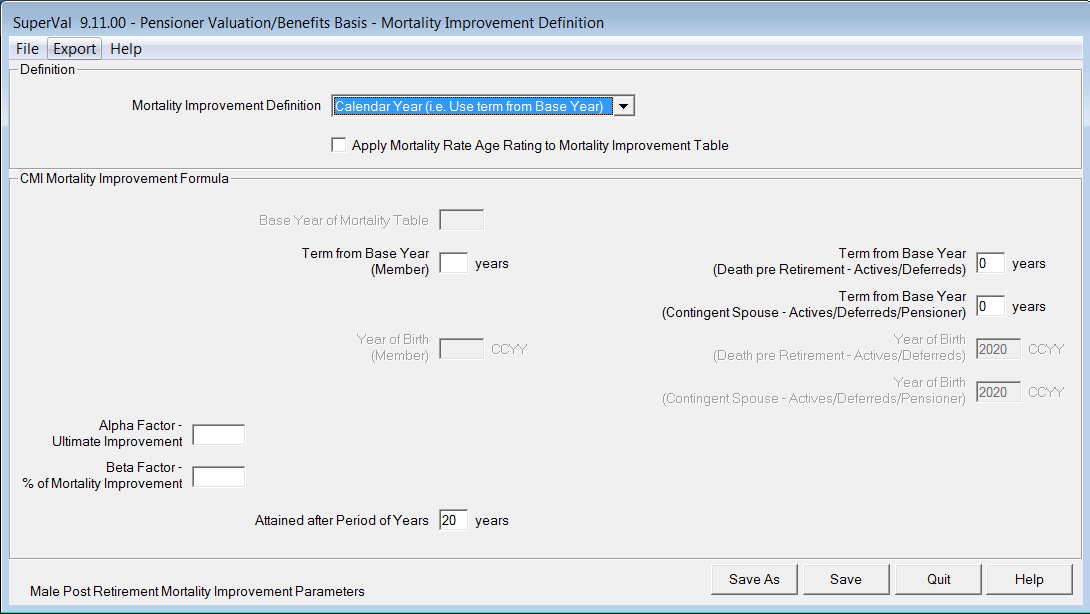 SuperVal 9.11.00 - Pensioner Valuation/Benefits Basis - Mortality Improvement Definition
File Export Help
Definition
Mortality Improvement Definition Calendar Year (i.e. Use term from Base Year)
Apply Mortality Rate Age Rating to Mortality Improvement Table
CMI Mortality Improvement Formula
Base Year of Mortality Table
Term from Base Year
(Member) years
Term from Base Year
(Death pre Retirement - Actives/Deferreds) 0 years
Term from Base Year
(Contingent Spouse - Actives/Deferreds/Pensioner) 0 years
Year of Birth
(Member) CCYY
Year of Birth
(Death pre Retirement - Actives/Deferreds) 2020 CCYY
Year of Birth
(Contingent Spouse - Actives/Deferreds/Pensioner) 2020 CCYY
Alpha Factor -
Ultimate Improvement
Beta Factor -
% of Mortality Improvement
Attained after Period of Years 20 years
Save As Save Quit Help
Male Post Retirement Mortality Improvement Parameters